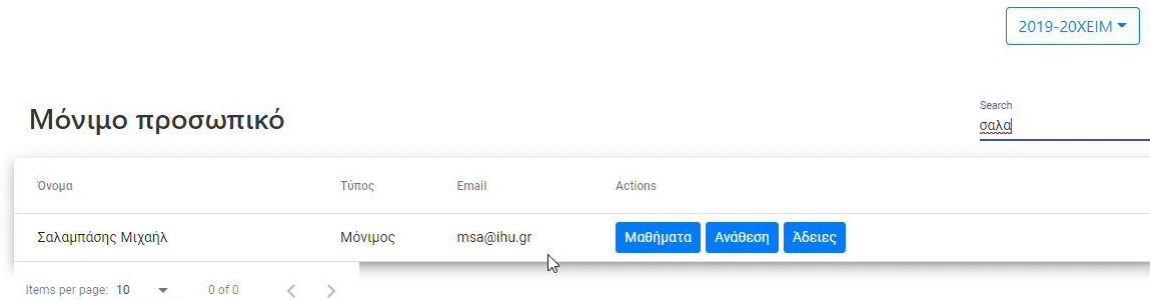 2019-20ΧΕΙΜ
Μόνιμο προσωπικό
Search
σαλα
Όνομα Τύπος Email Actions
Σαλαμπάσης Μιχαήλ Μόνιμος msa@ihu.gr Μαθήματα Ανάθεση Άδειες
Items per page: 10 0 of 0